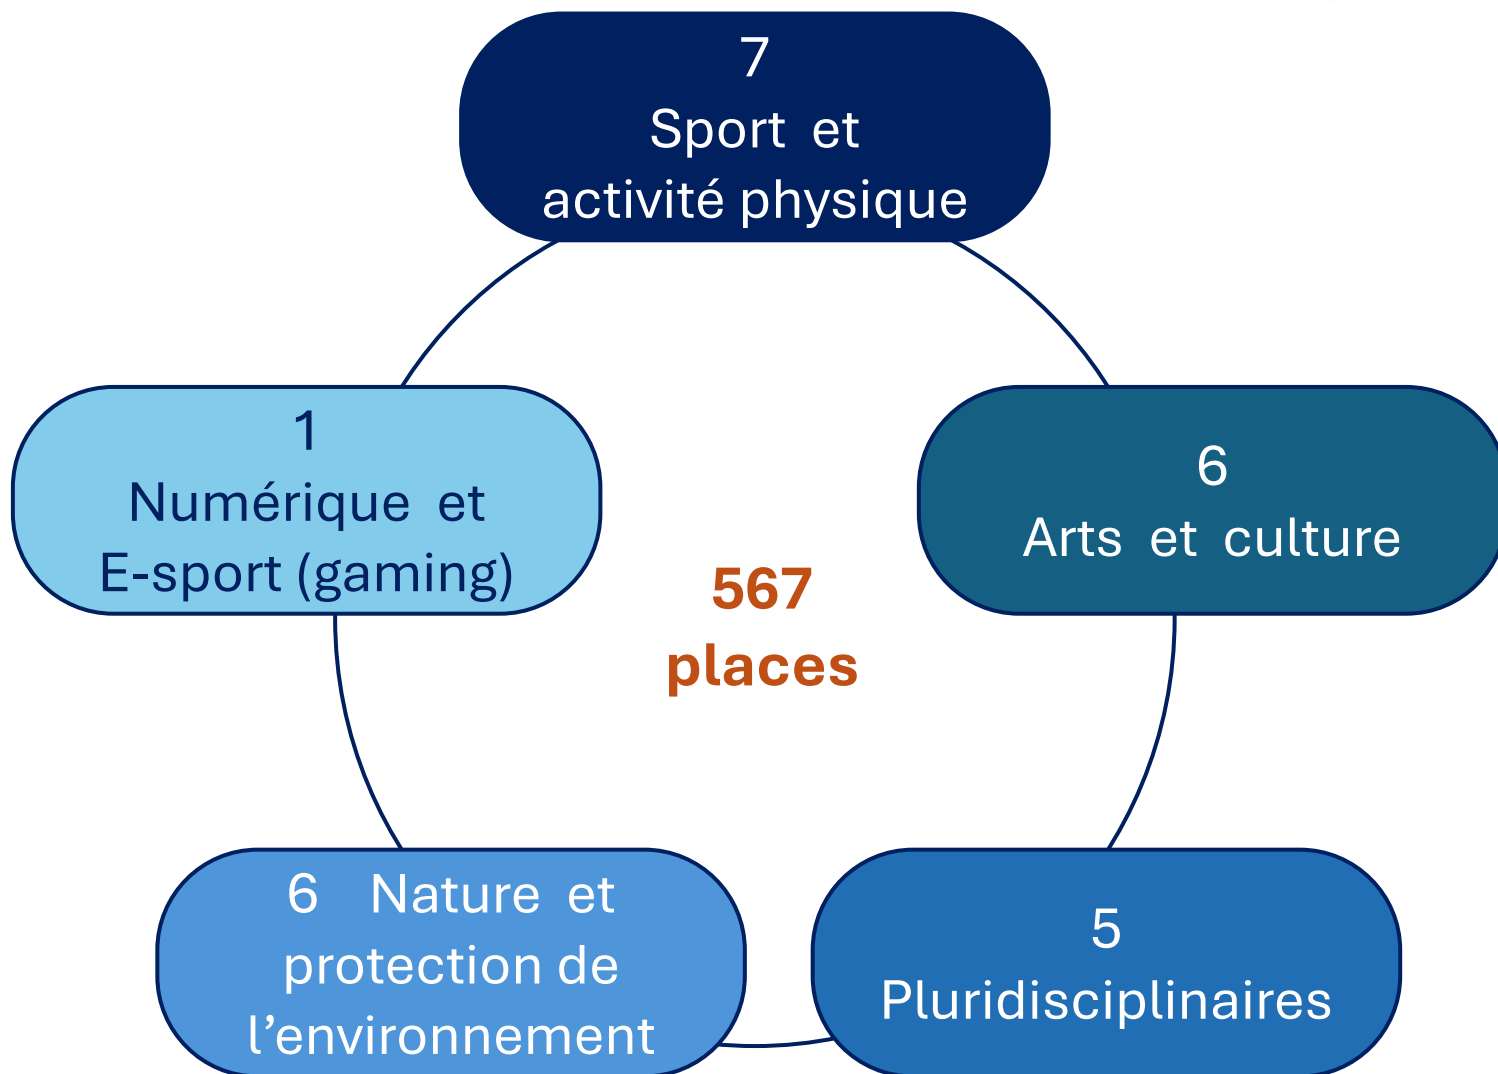 7
Sport et
activité physique
1
Numérique et
E-sport (gaming)
6
Arts et culture
567
places
6 Nature et
protection de
l’environnement
5
Pluridisciplinaires